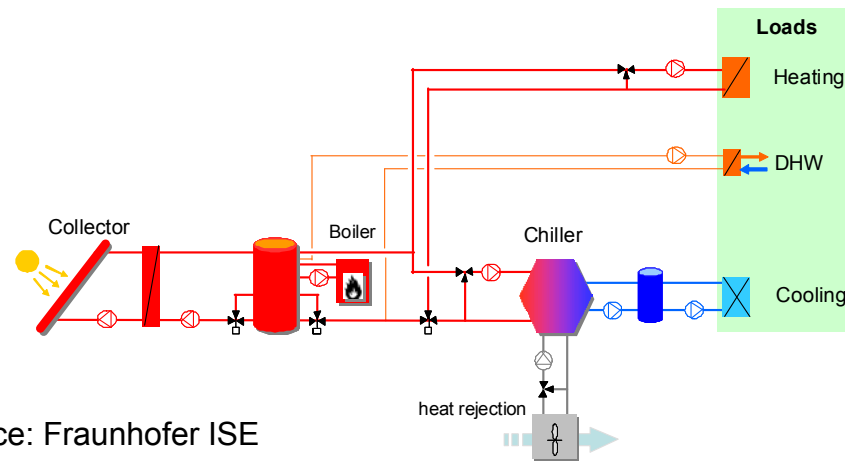 Loads
Heating
DHW
Collector
Boiler
Chiller
Cooling
heat rejection
ce: Fraunhofer ISE